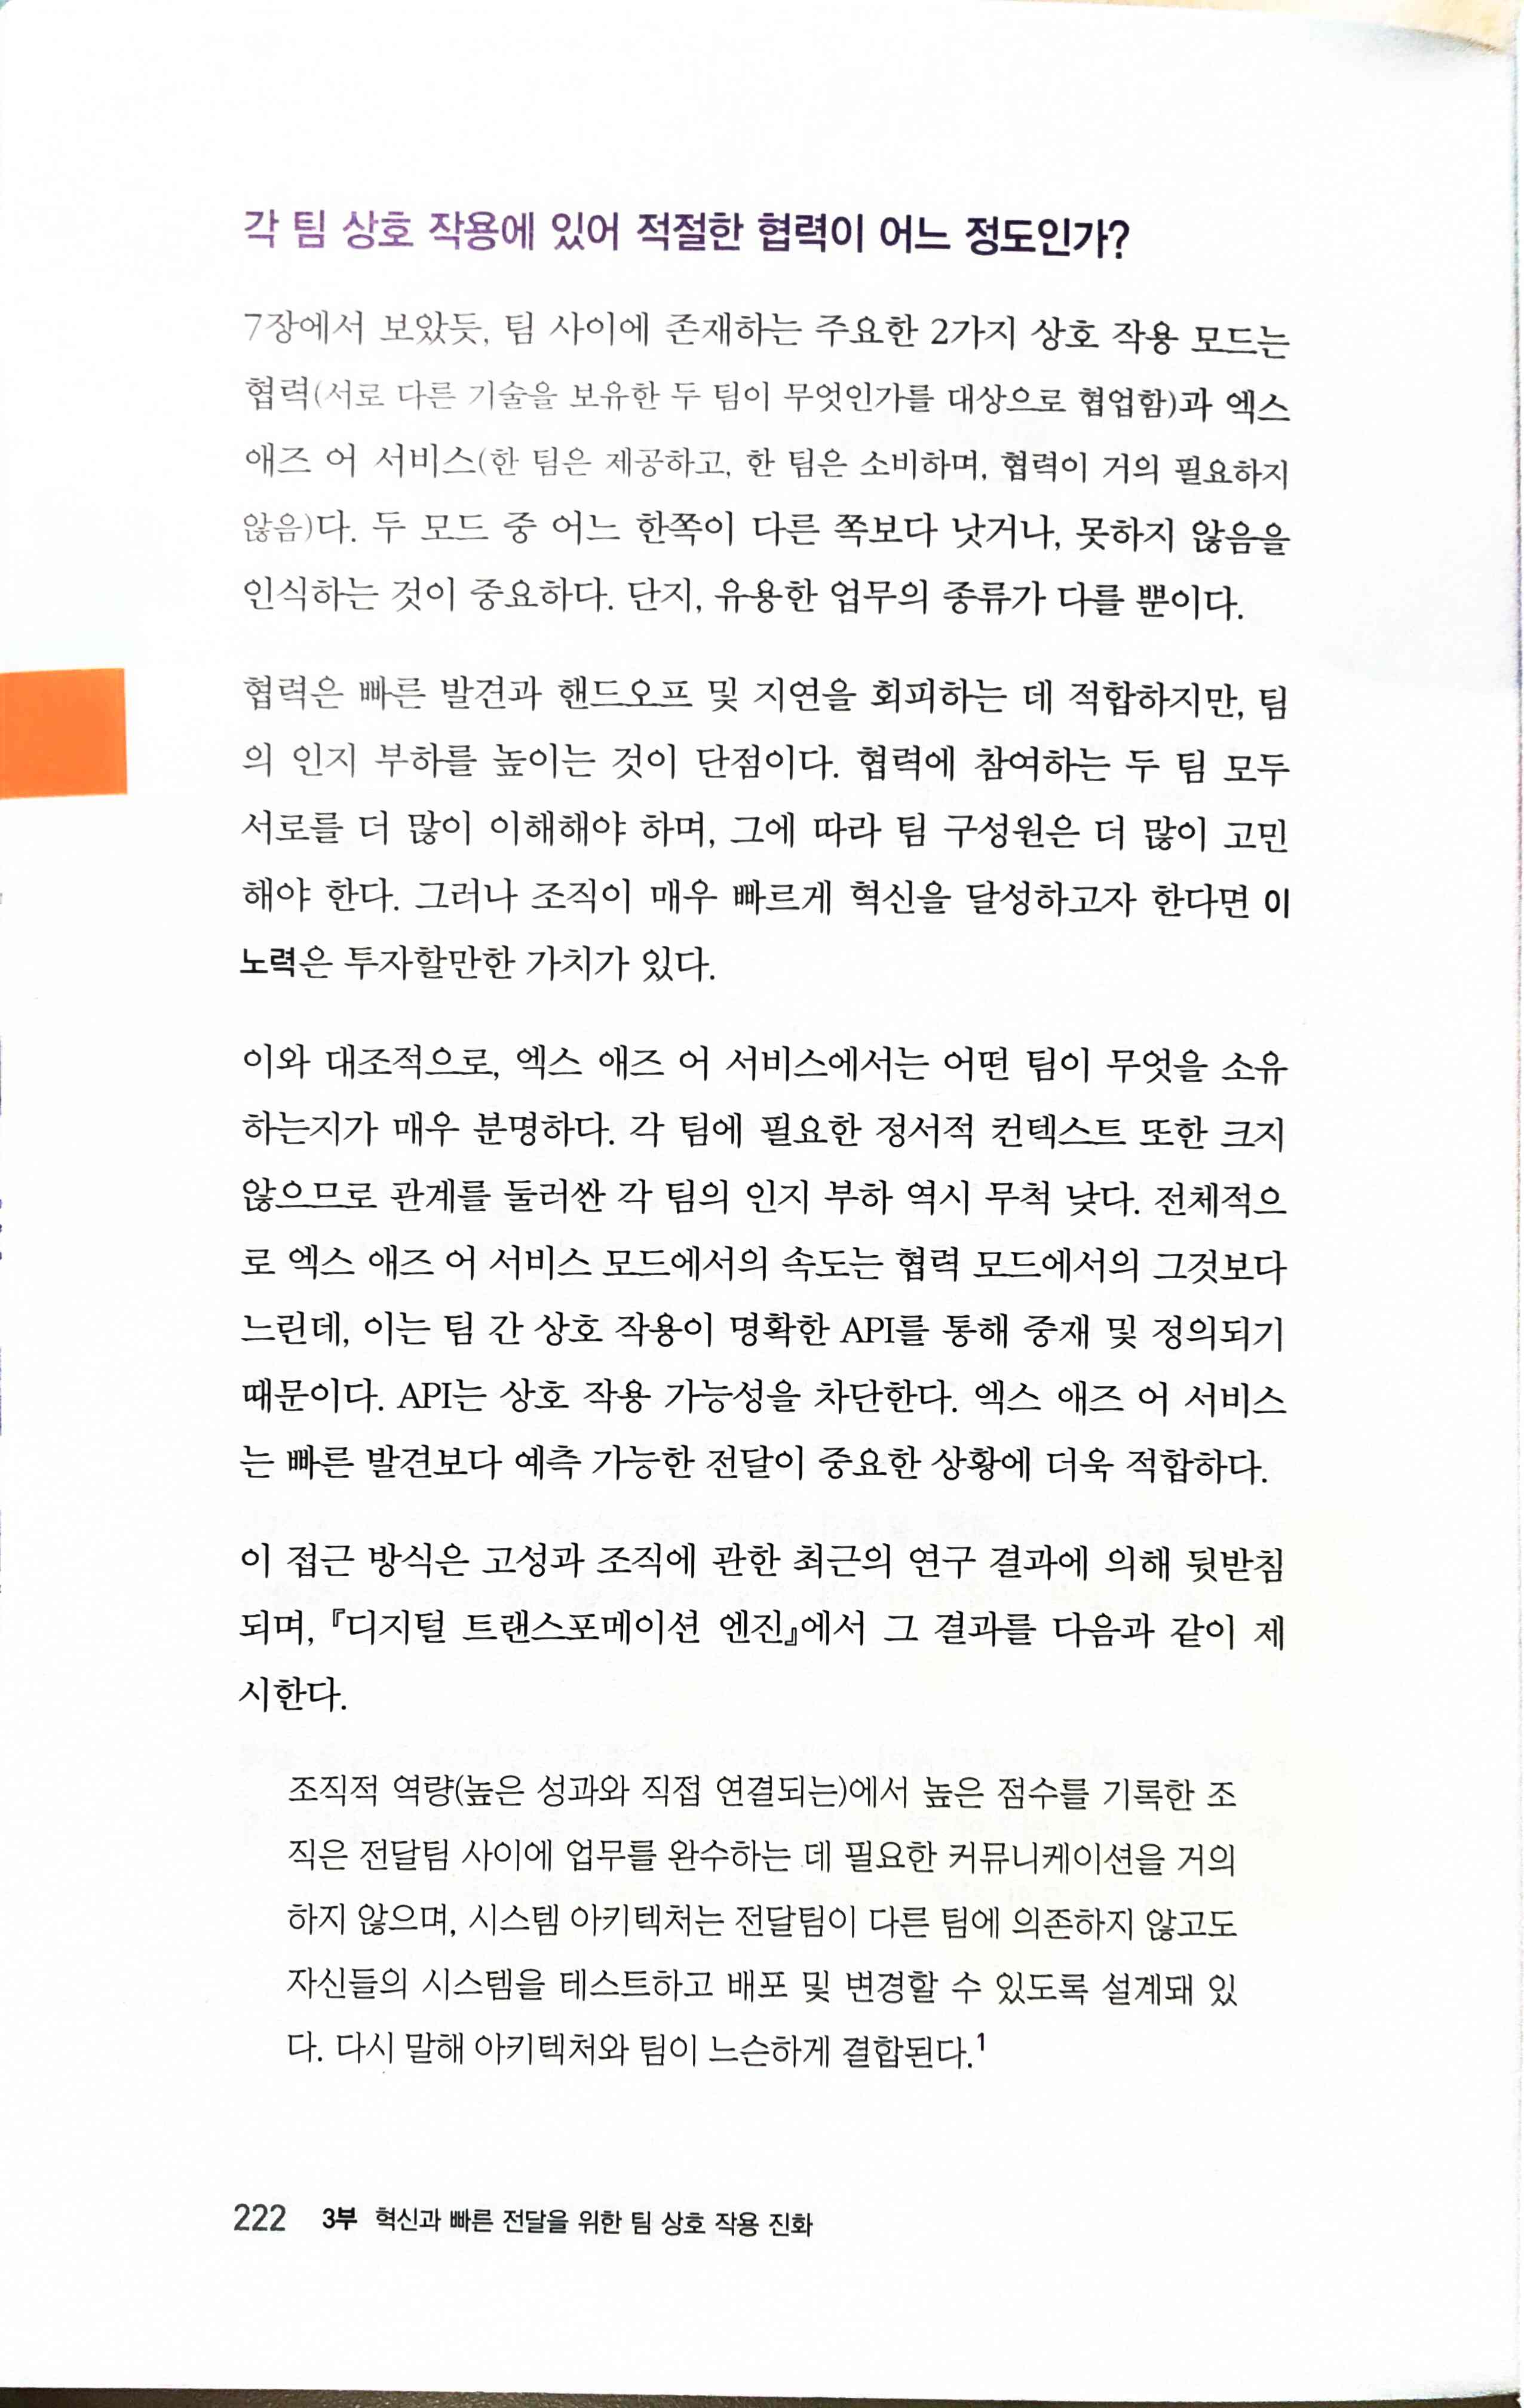 각 팀 상호 작용에 있어 적절한 협력이 어느 정도인가?
7장에서 보았듯, 팀 사이에 존재하는 주요한 2가지 상호 작용 모드는
협력(서로 다른 기술을 보유한 두 팀이 무엇인가를 대상으로 협업함)과 엑스
애즈 어 서비스(한 팀은 제공하고, 한 팀은 소비하며, 협력이 거의 필요하지
않음)다. 두 모드 중 어느 한쪽이 다른 쪽보다 낫거나, 못하지 않음을
인식하는 것이 중요하다. 단지, 유용한 업무의 종류가 다를 뿐이다.
협력은 빠른 발견과 핸드오프 및 지연을 회피하는 데 적합하지만, 팀
의 인지 부하를 높이는 것이 단점이다. 협력에 참여하는 두 팀 모두
서로를 더 많이 이해해야 하며, 그에 따라 팀 구성원은 더 많이 고민
해야 한다. 그러나 조직이 매우 빠르게 혁신을 달성하고자 한다면 이
노력은 투자할만한 가치가 있다.
이와 대조적으로, 엑스 애즈 어 서비스에서는 어떤 팀이 무엇을 소유
하는지가 매우 분명하다. 각 팀에 필요한 정서적 컨텍스트 또한 크지
않으므로 관계를 둘러싼 각 팀의 인지 부하 역시 무척 낮다. 전체적으
로 엑스 애즈 어 서비스 모드에서의 속도는 협력 모드에서의 그것보다
느린데, 이는 팀 간 상호 작용이 명확한 API를 통해 중재 및 정의되기
때문이다. API는 상호 작용 가능성을 차단한다. 엑스 애즈 어 서비스
는 빠른 발견보다 예측 가능한 전달이 중요한 상황에 더욱 적합하다.
이 접근 방식은 고성과 조직에 관한 최근의 연구 결과에 의해 뒷받침
되며, 『디지털 트랜스포메이션 엔진』에서 그 결과를 다음과 같이 제
시한다.
조직적 역량(높은 성과와 직접 연결되는)에서 높은 점수를 기록한 조
직은 전달팀 사이에 업무를 완수하는 데 필요한 커뮤니케이션을 거의
하지 않으며, 시스템 아키텍처는 전달팀이 다른 팀에 의존하지 않고도
자신들의 시스템을 테스트하고 배포 및 변경할 수 있도록 설계돼 있
다. 다시 말해 아키텍처와 팀이 느슨하게 결합된다.1
222 3부 혁신과 빠른 전달을 위한 팀 상호 작용 진화